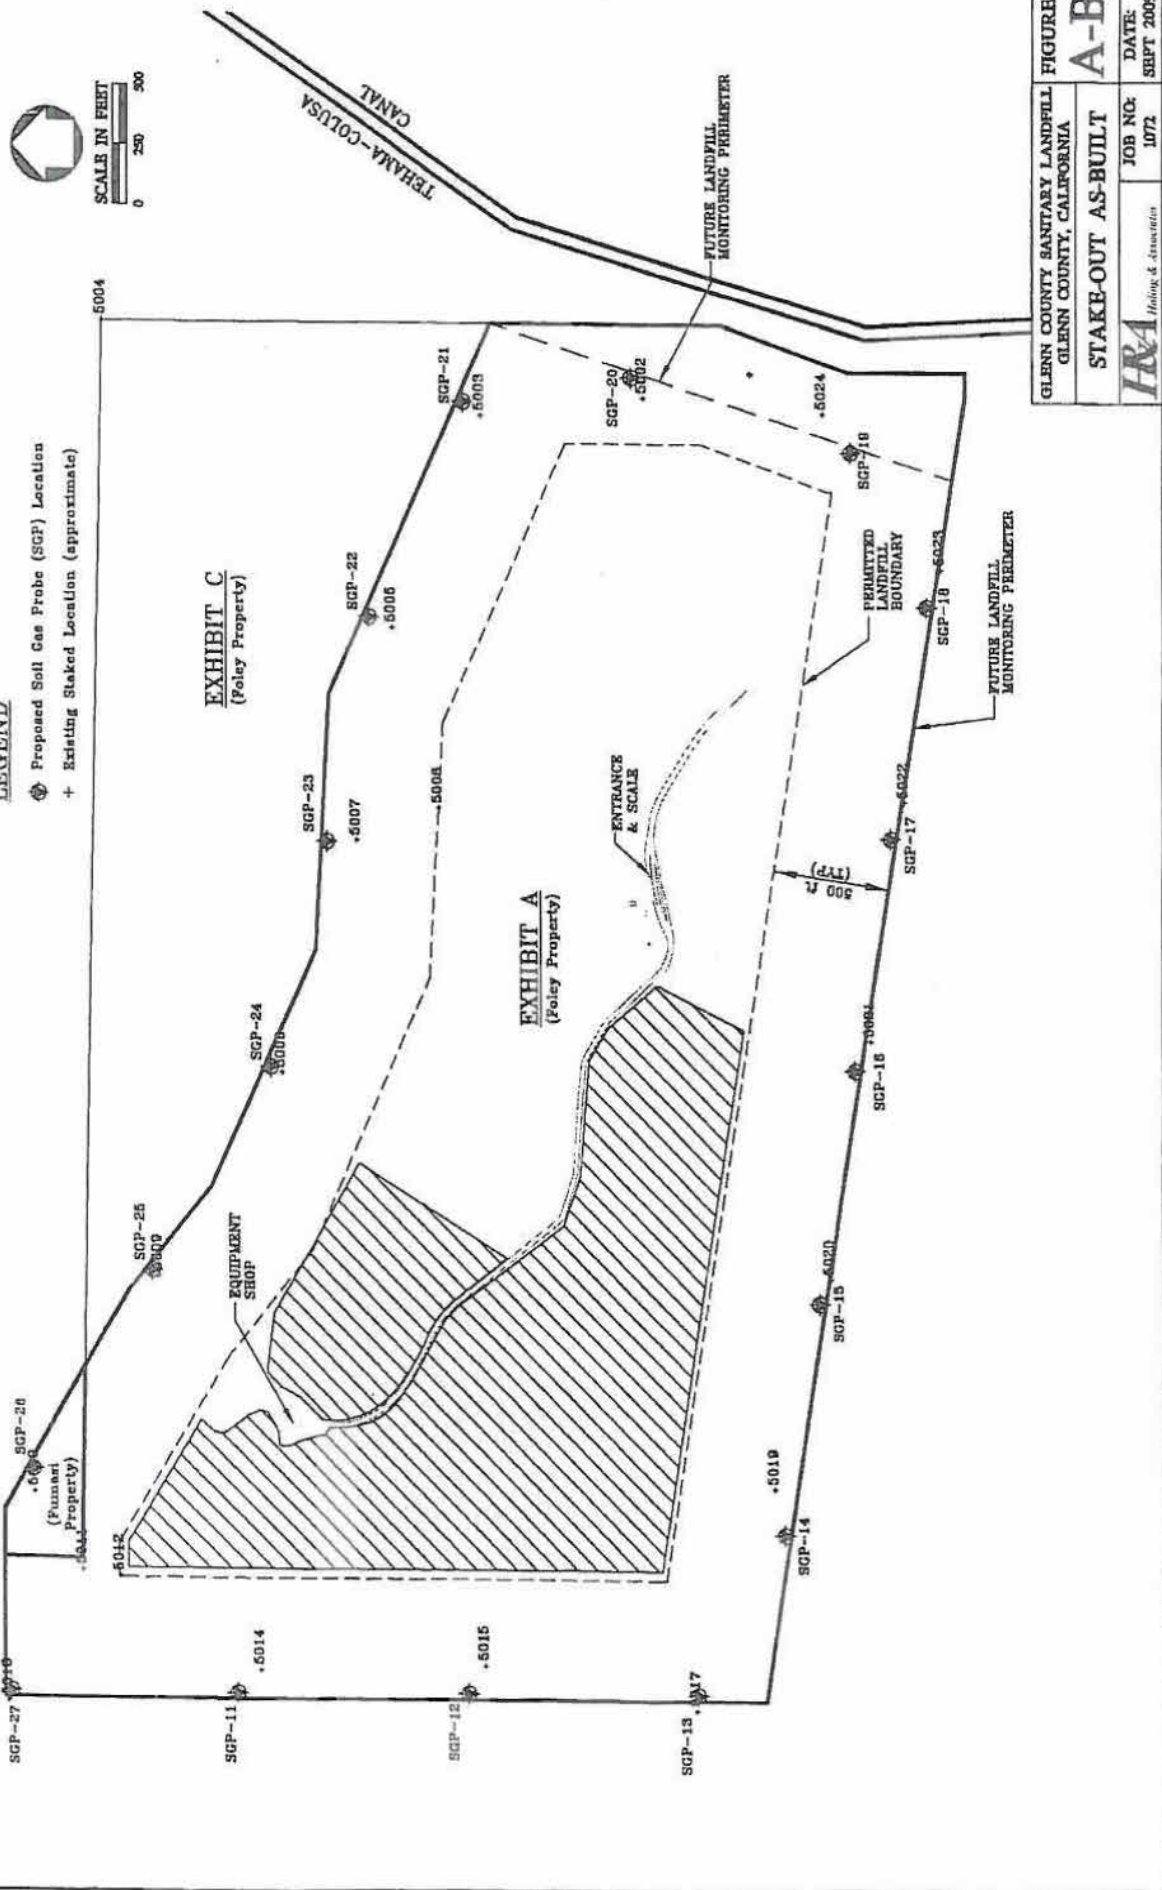 LEGEND
Proposed Soil Gas Probe (SGP) Location
+ Existing Staked Location (approximate)
SCALE IN FEET
0 250 500
TEHAMA-COLUSA
CANAL
5004
EXHIBIT C
(Foley Property)
EXHIBIT A
(Foley Property)
(Fumasi
Property)
EQUIPMENT
SHOP
ENTRANCE
& SCALE
PERMITTED
LANDFILL
BOUNDARY
FUTURE LANDFILL
MONITORING PERIMETER
FUTURE LANDFILL
MONITORING PERIMETER
500 ft
(TYP)
SGP-27
SGP-26
SGP-25
SGP-24
SGP-23
+5007
SGP-22
+5005
SGP-21
+5003
SGP-20
+5002
+5024
SGP-19
SGP-18
+5023
SGP-17
+5022
SGP-16
SGP-15
+5020
SGP-14
+5019
SGP-13
SGP-12
+5015
SGP-11
+5014
5012
GLENN COUNTY SANITARY LANDFILL
GLENN COUNTY, CALIFORNIA
STAKE-OUT AS-BUILT
FIGURE
A-B
H&A
JOB NO:
1072
DATE:
SEPT